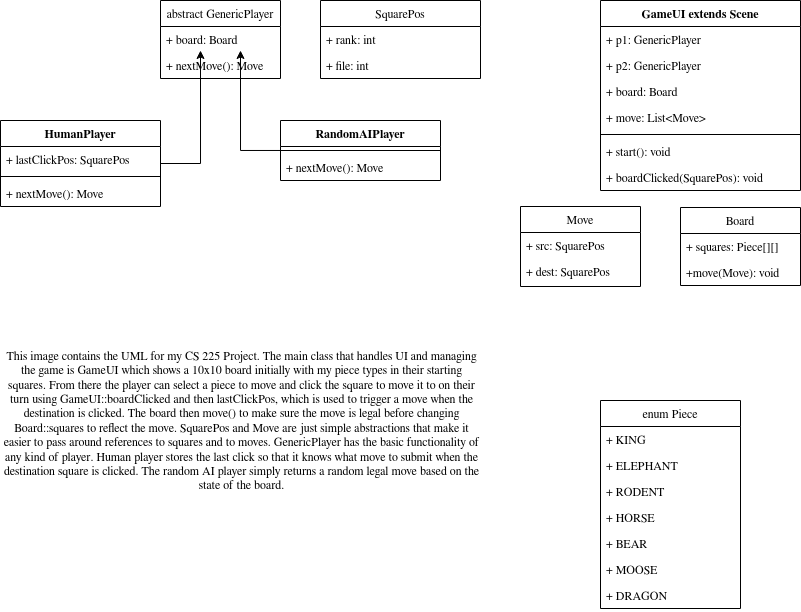 abstract GenericPlayer
+ board: Board
+ nextMove(): Move
SquarePos
+ rank: int
+ file: int
GameUI extends Scene
+ p1: GenericPlayer
+ p2: GenericPlayer
+ board: Board
+ move: List<Move>
+ start(): void
+ boardClicked(SquarePos): void
HumanPlayer
+ lastClickPos: SquarePos
+ nextMove(): Move
RandomAIPlayer
+ nextMove(): Move
Move
+ src: SquarePos
+ dest: SquarePos
Board
+ squares: Piece[][]
+move(Move): void
This image contains the UML for my CS 225 Project. The main class that handles UI and managing
the game is GameUI which shows a 10x10 board initially with my piece types in their starting
squares. From there the player can select a piece to move and click the square to move it to on their
turn using GameUI::boardClicked and then lastClickPos, which is used to trigger a move when the
destination is clicked. The board then move() to make sure the move is legal before changing
Board::squares to reflect the move. SquarePos and Move are just simple abstractions that make it
easier to pass around references to squares and to moves. GenericPlayer has the basic functionality of
any kind of player. Human player stores the last click so that it knows what move to submit when the
destination square is clicked. The random AI player simply returns a random legal move based on the
state of the board.
enum Piece
+ KING
+ ELEPHANT
+ RODENT
+ HORSE
+ BEAR
+ MOOSE
+ DRAGON